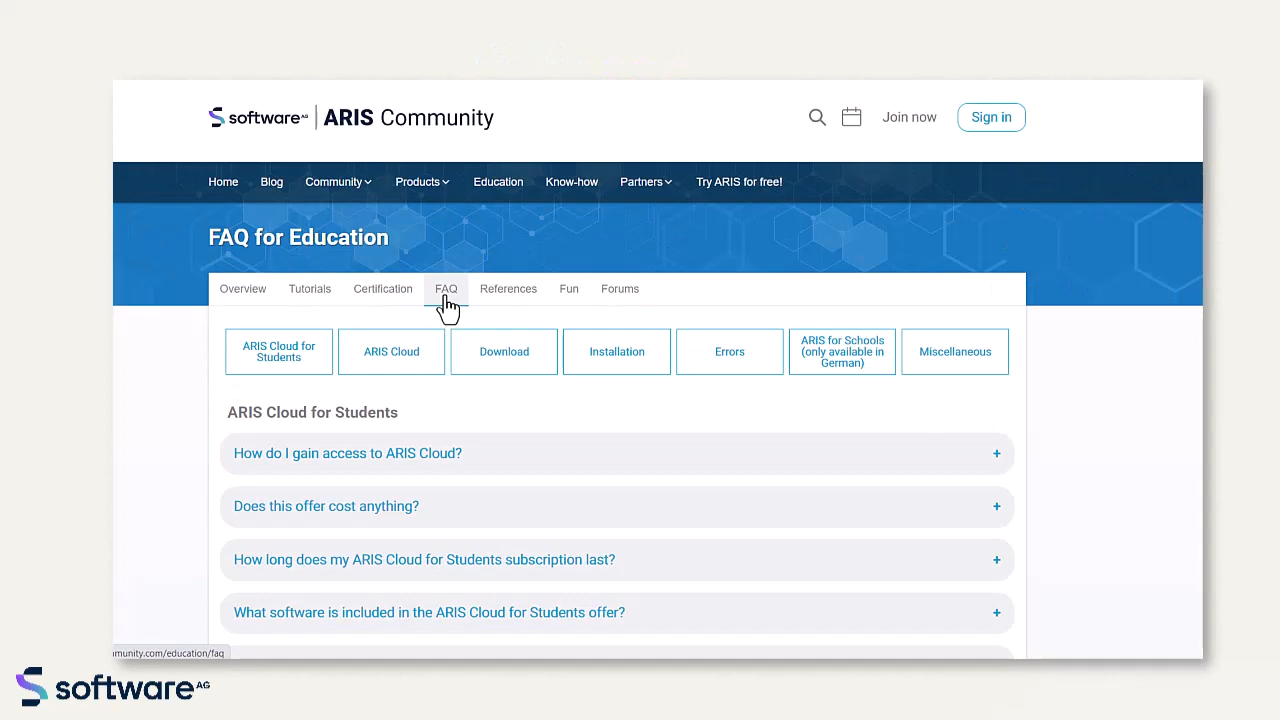 software AG | ARIS Community
Join now
Sign in
Home Blog Community Products Education Know-how Partners Try ARIS for free!
FAQ for Education
Overview Tutorials Certification FAQ References Fun Forums
ARIS Cloud for
Students
ARIS Cloud
Download
Installation
Errors
ARIS for Schools
(only available in
German)
Miscellaneous
ARIS Cloud for Students
How do I gain access to ARIS Cloud? +
Does this offer cost anything? +
How long does my ARIS Cloud for Students subscription last? +
What software is included in the ARIS Cloud for Students offer? +
munity.com/education/faq
software AG